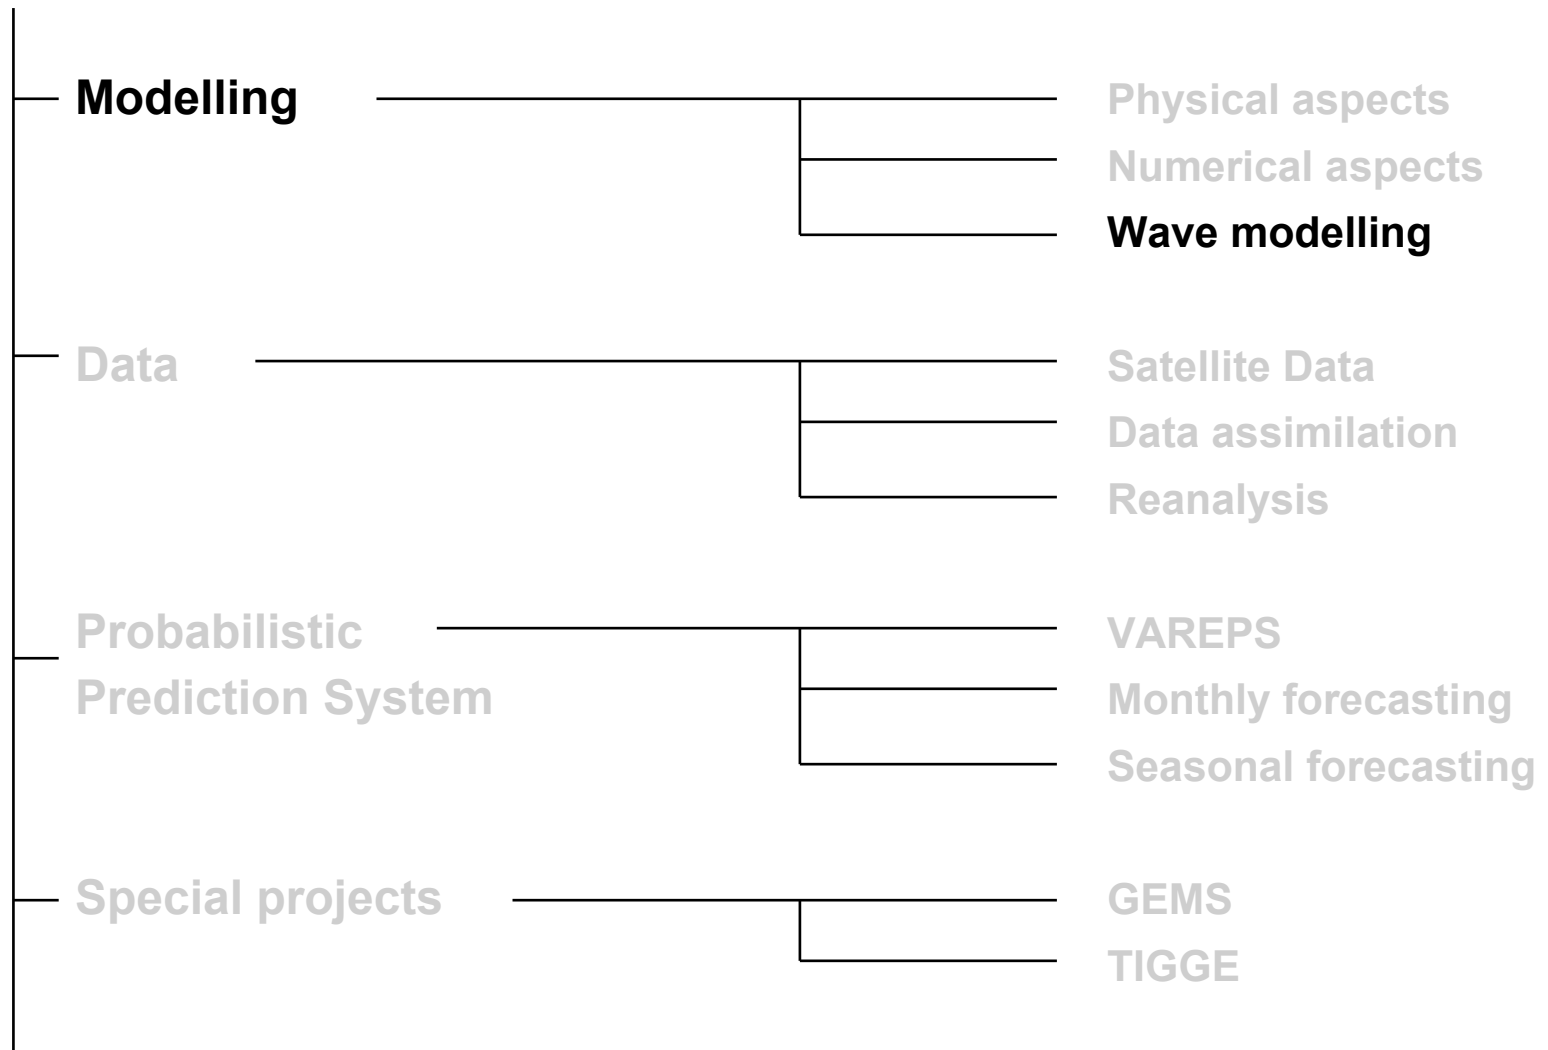 Modelling
Physical aspects
Numerical aspects
Wave modelling
Data
Satellite Data
Data assimilation
Reanalysis
Probabilistic
Prediction System
VAREPS
Monthly forecasting
Seasonal forecasting
Special projects
GEMS
TIGGE